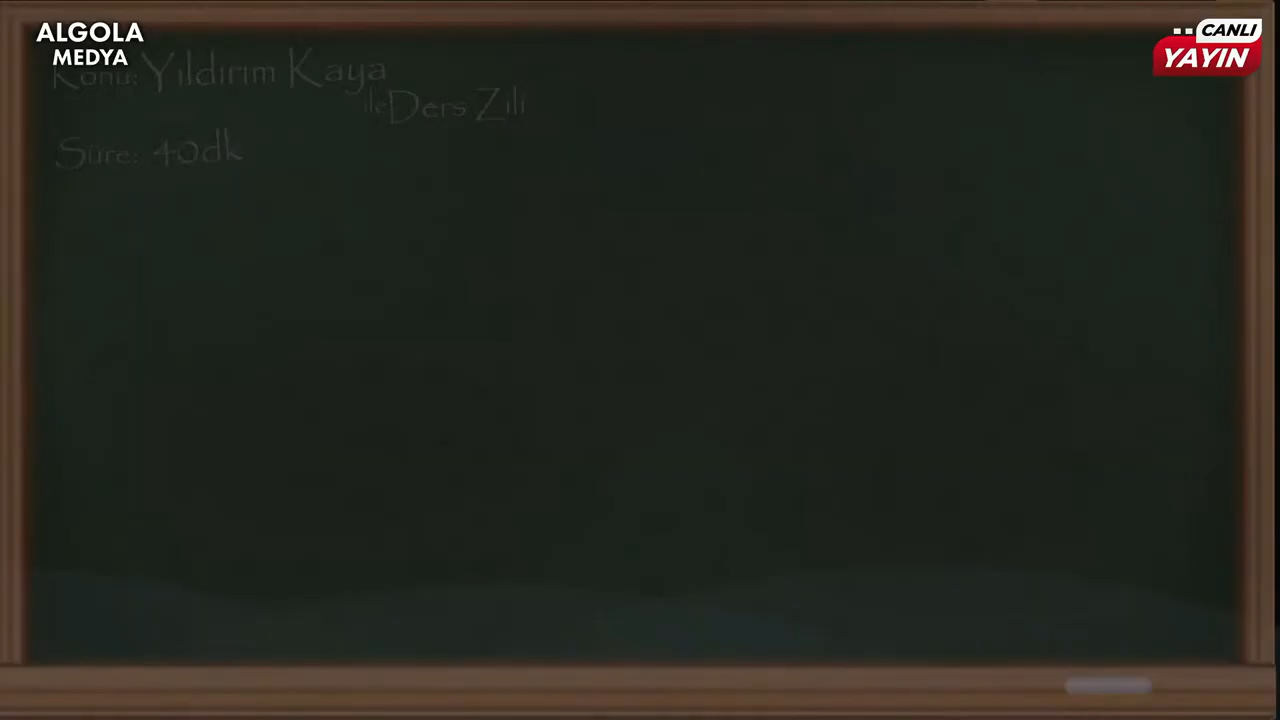 ALGOLA
MEDYA
CANLI
YAYIN
Konu: Yıldırım Kaya
ile Ders Zili
Süre: 40dk